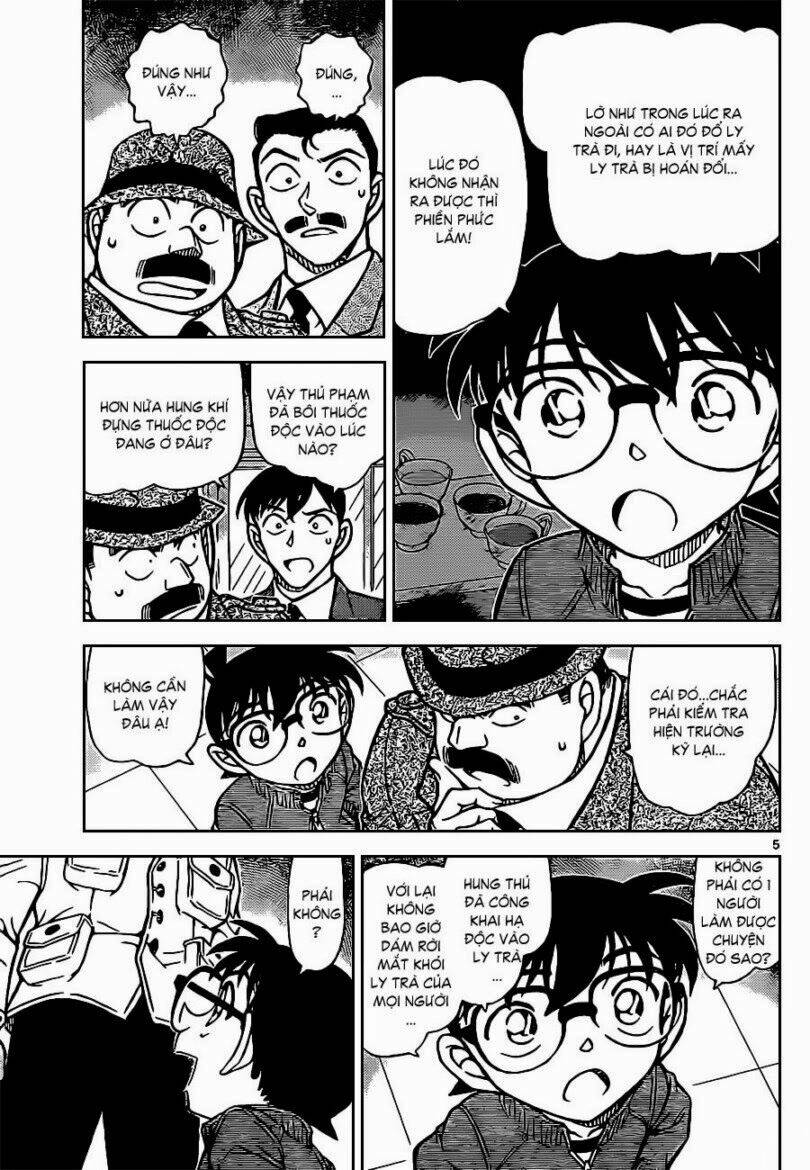 LỠ NHƯ TRONG LÚC RA
NGOÀI CÓ AI ĐÓ ĐỔ LY
TRÀ ĐI, HAY LÀ VỊ TRÍ MẤY
LY TRÀ BỊ HOÁN ĐỔI...
LÚC ĐÓ
KHÔNG NHẬN
RA ĐƯỢC THÌ
PHIỀN PHỨC
LẮM!
ĐÚNG,
...
ĐÚNG NHƯ
VẬY...
VẬY THỦ PHẠM
ĐÃ BÔI THUỐC
ĐỘC VÀO LÚC
NÀO?
HƠN NỮA HUNG KHÍ
ĐỰNG THUỐC ĐỘC
ĐANG Ở ĐÂU?
CÁI ĐÓ...CHẮC
PHẢI KIỂM TRA
HIỆN TRƯỜNG
KỸ LẠI...
KHÔNG CẦN
LÀM VẬY
ĐÂU Ạ!
5
KHÔNG
PHẢI CÓ 1
NGƯỜI
LÀM ĐƯỢC
CHUYỆN
ĐÓ SAO?
HUNG THỦ
ĐÃ CÔNG
KHAI HẠ
ĐỘC VÀO
LY TRÀ
...
VỚI LẠI
KHÔNG
BAO GIỜ
DÁM RỜI
MẮT KHỎI
LY TRÀ CỦA
MỌI NGƯỜI
...
PHẢI
KHÔNG
?